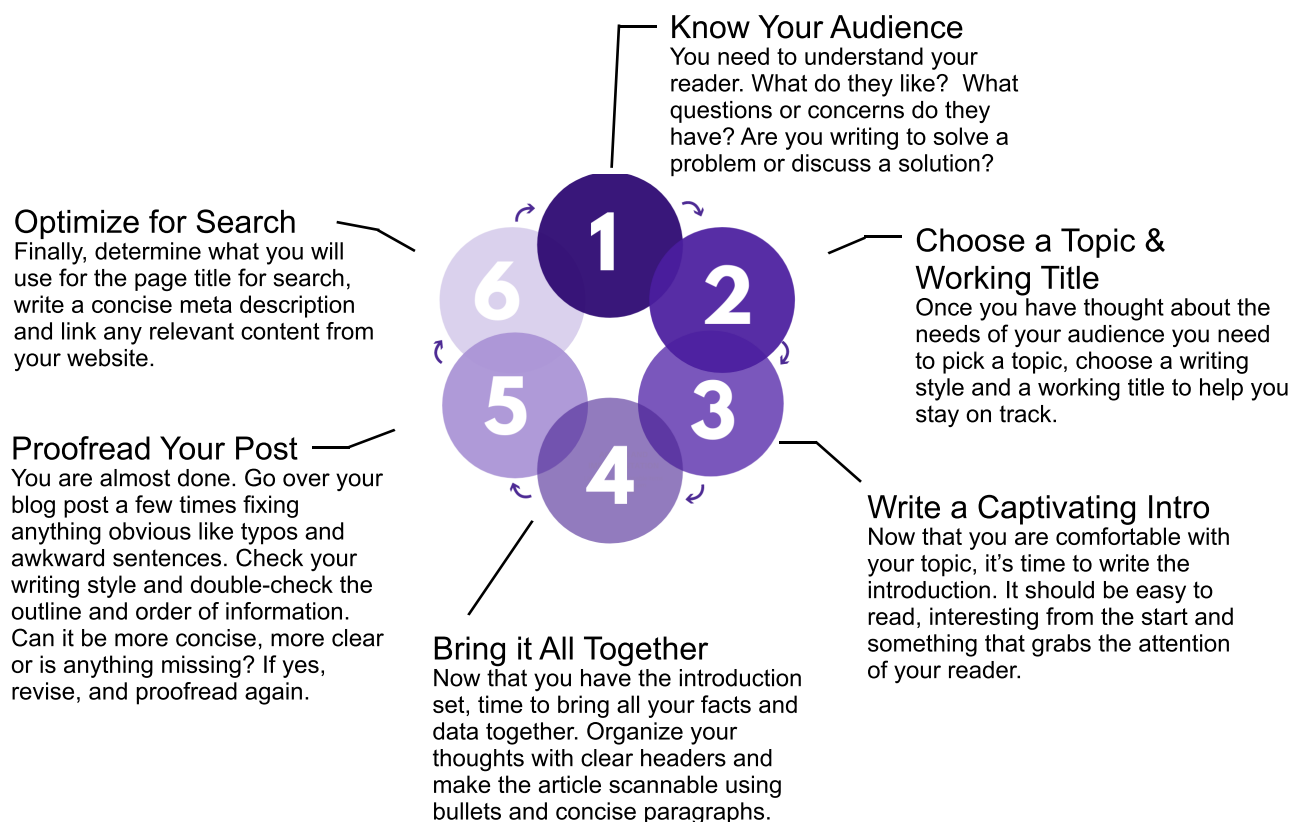 1
Know Your Audience
You need to understand your
reader. What do they like?  What
questions or concerns do they
have? Are you writing to solve a
problem or discuss a solution?
2
Choose a Topic &
Working Title
Once you have thought about the
needs of your audience you need
to pick a topic, choose a writing
style and a working title to help you
stay on track.
3
Write a Captivating Intro
Now that you are comfortable with
your topic, it’s time to write the
introduction. It should be easy to
read, interesting from the start and
something that grabs the attention
of your reader.
4
Bring it All Together
Now that you have the introduction
set, time to bring all your facts and
data together. Organize your
thoughts with clear headers and
make the article scannable using
bullets and concise paragraphs.
5
Proofread Your Post
You are almost done. Go over your
blog post a few times fixing
anything obvious like typos and
awkward sentences. Check your
writing style and double-check the
outline and order of information.
Can it be more concise, more clear
or is anything missing? If yes,
revise, and proofread again.
6
Optimize for Search
Finally, determine what you will
use for the page title for search,
write a concise meta description
and link any relevant content from
your website.